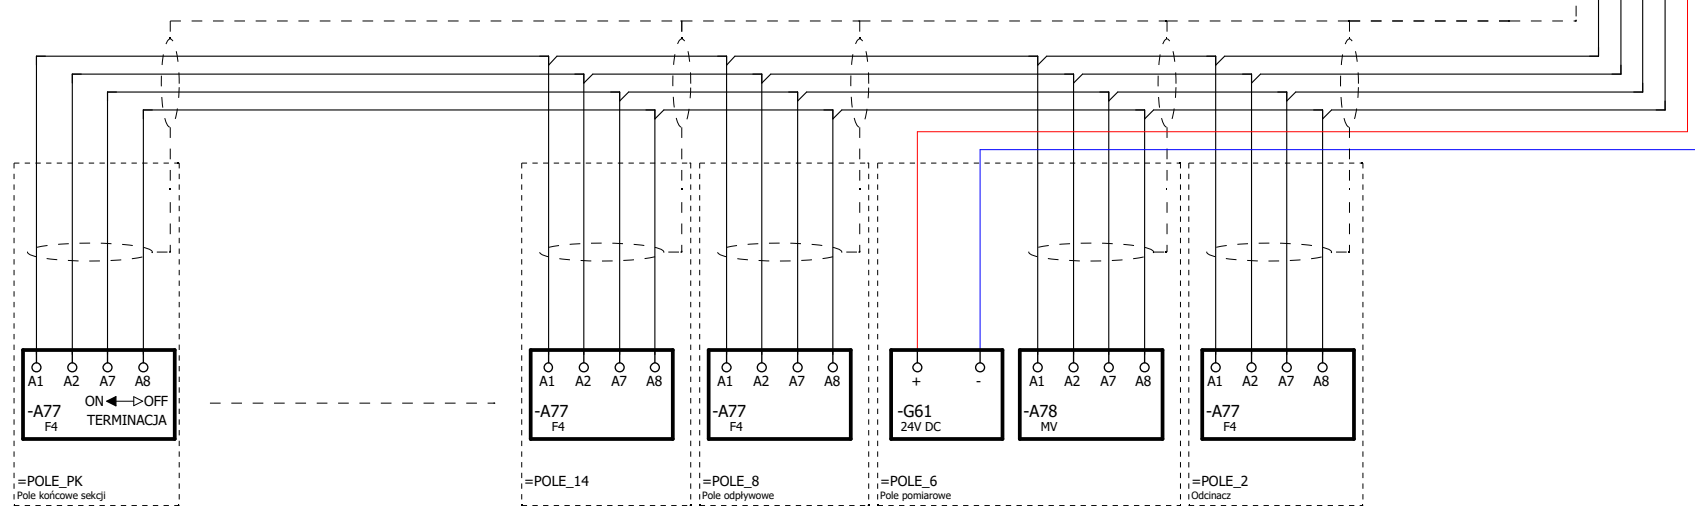 A1 A2 A7 A8
ON OFF
TERMINACJA
-A77
F4
=POLE_PK
Pole końcowe sekcji
A1 A2 A7 A8
-A77
F4
=POLE_14
A1 A2 A7 A8
-A77
F4
=POLE_8
Pole odpływowe
+ -
-G61
24V DC
A1 A2 A7 A8
-A78
MV
=POLE_6
Pole pomiarowe
A1 A2 A7 A8
-A77
F4
=POLE_2
Odcinacz